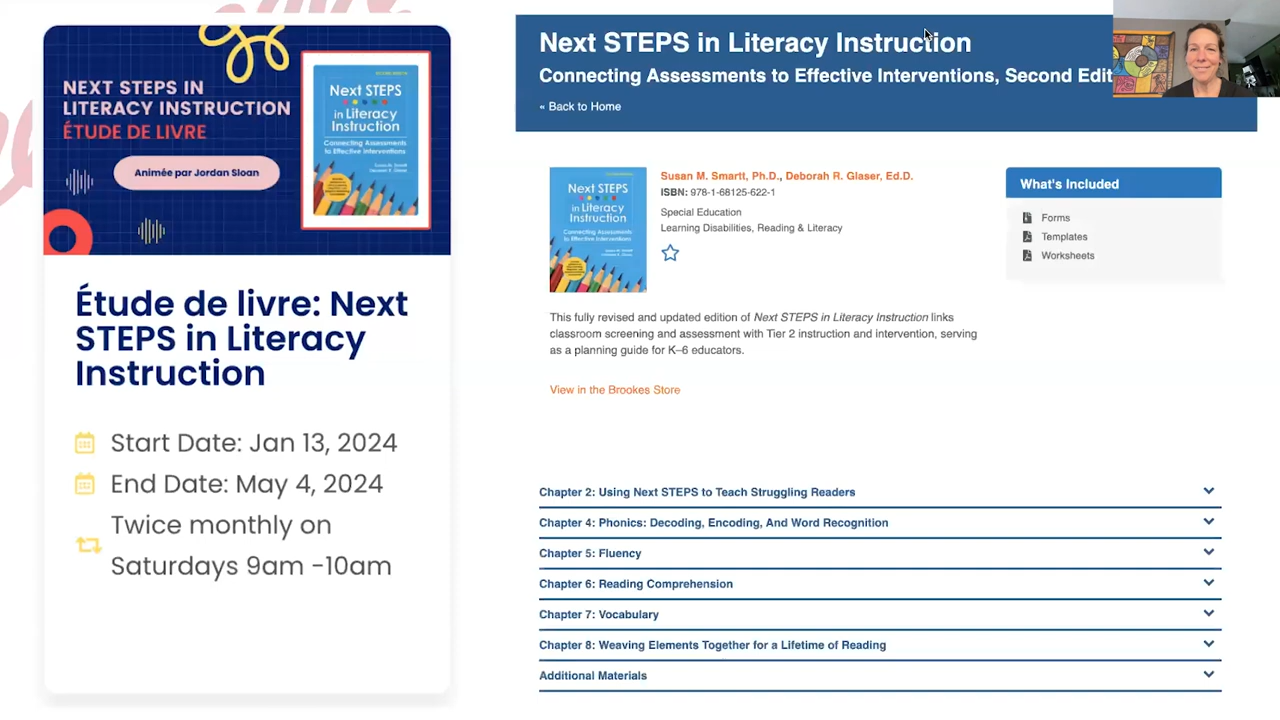 NEXT STEPS IN
LITERACY INSTRUCTION
ÉTUDE DE LIVRE
Animée par Jordan Sloan
Next STEPS
in Literacy
Instruction
Connecting Assessments
to Effective Interventions
Étude de livre: Next
STEPS in Literacy
Instruction
Start Date: Jan 13, 2024
End Date: May 4, 2024
Twice monthly on
Saturdays 9am -10am
Next STEPS in Literacy Instruction
Connecting Assessments to Effective Interventions, Second Edit
« Back to Home
Next STEPS
in Literacy
Instruction
Connecting Assessments
to Effective Interventions
Susan M. Smartt, Ph.D., Deborah R. Glaser, Ed.D.
ISBN: 978-1-68125-622-1
Special Education
Learning Disabilities, Reading & Literacy
This fully revised and updated edition of Next STEPS in Literacy Instruction links
classroom screening and assessment with Tier 2 instruction and intervention, serving
as a planning guide for K–6 educators.
View in the Brookes Store
What's Included
Forms
Templates
Worksheets
Chapter 2: Using Next STEPS to Teach Struggling Readers
Chapter 4: Phonics: Decoding, Encoding, And Word Recognition
Chapter 5: Fluency
Chapter 6: Reading Comprehension
Chapter 7: Vocabulary
Chapter 8: Weaving Elements Together for a Lifetime of Reading
Additional Materials